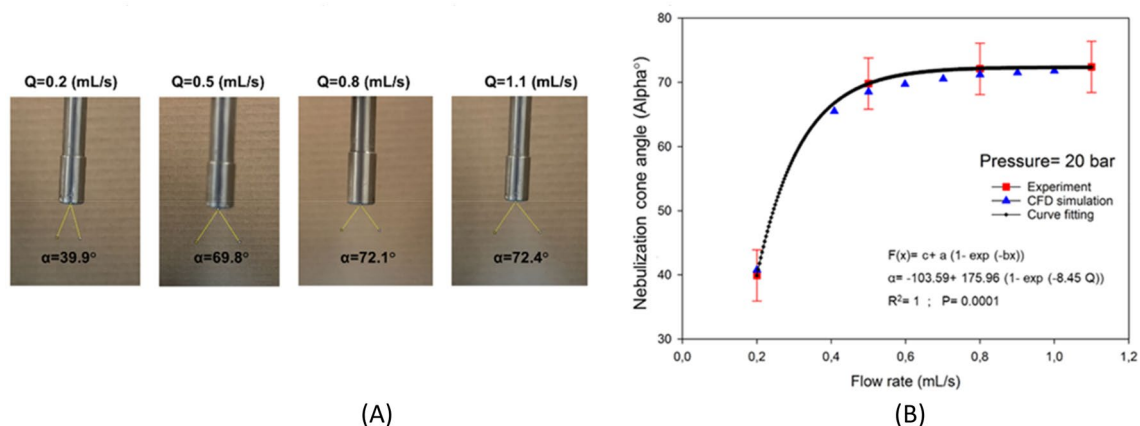 Q=0.2 (mL/s) Q=0.5 (mL/s) Q=0.8 (mL/s) Q=1.1 (mL/s)
α=39.9° α=69.8° α=72.1° α=72.4°
(A)
Nebulization cone angle (Alpha°)
80
70
60
50
40
30
Pressure= 20 bar
Experiment
CFD simulation
Curve fitting
F(x)= c+ a (1- exp (-bx))
α= -103.59+ 175.96 (1- exp (-8.45 Q))
R²= 1 ; P= 0.0001
0,0 0,2 0,4 0,6 0,8 1,0 1,2
Flow rate (mL/s)
(B)